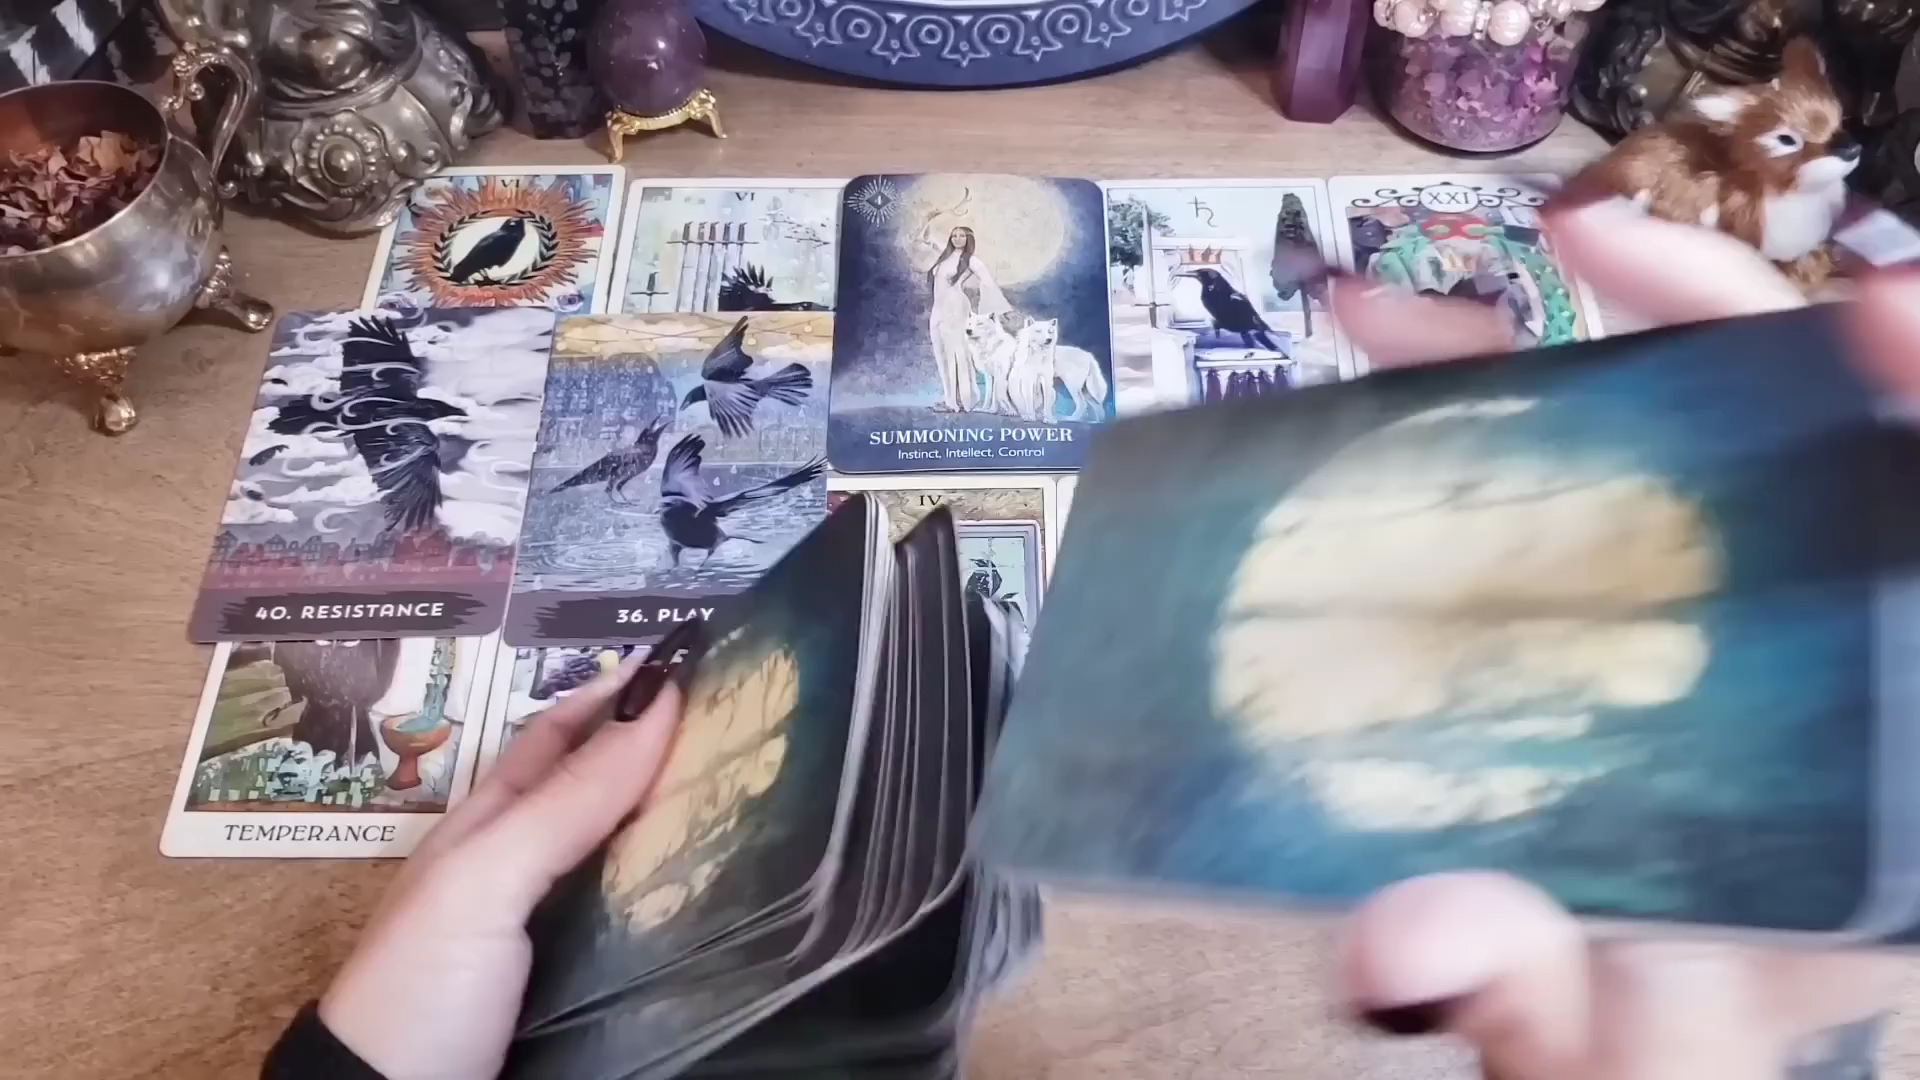 VI
VI
XXI
SUMMONING POWER
Instinct, Intellect, Control
IV
40. RESISTANCE
36. PLAY
TEMPERANCE